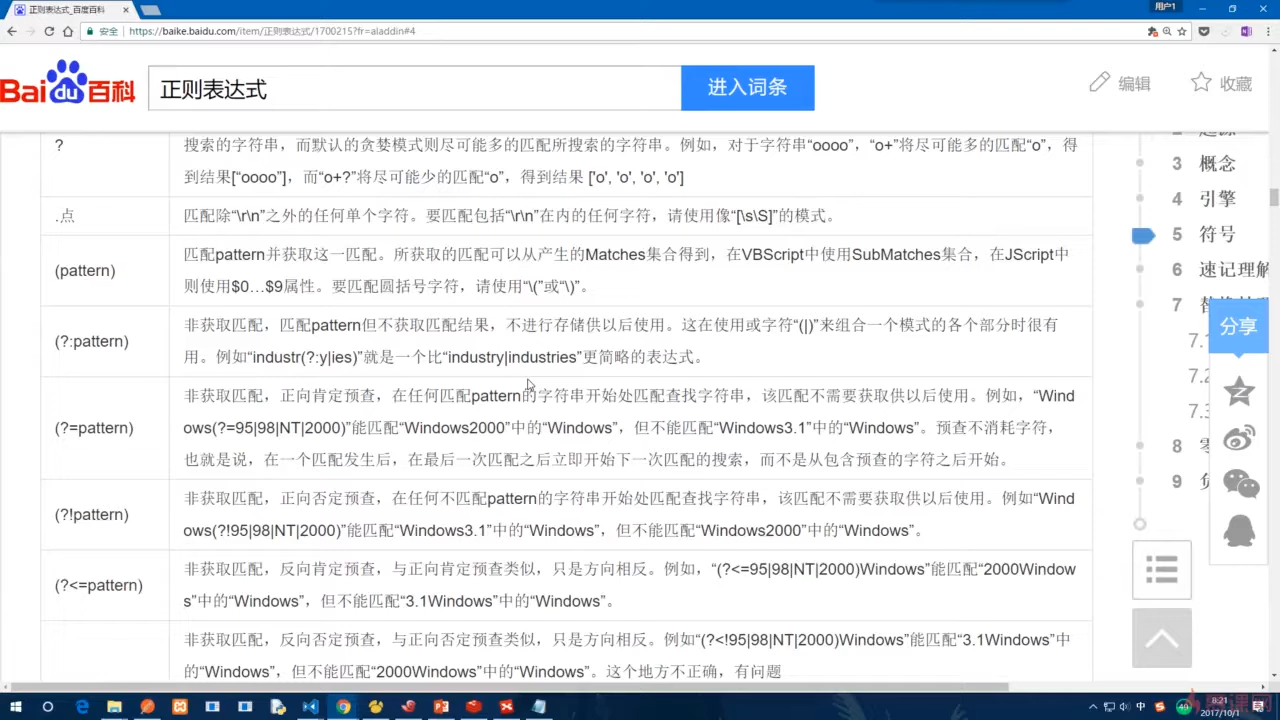 正则表达式_百度百科
用户1
安全 | https://baike.baidu.com/item/正则表达式/1700215?fr=aladdin#4
Bai du 百科
正则表达式
进入词条
编辑
收藏
?
搜索的字符串，而默认的贪婪模式则尽可能多的匹配所搜索的字符串。例如，对于字符串“oooo”，“o+”将尽可能多的匹配“o”，得
到结果[“oooo”]，而“o+?”将尽可能少的匹配“o”，得到结果 ['o', 'o', 'o', 'o']
.点
匹配除“\r\n”之外的任何单个字符。要匹配包括“\r\n”在内的任何字符，请使用像“[\s\S]”的模式。
(pattern)
匹配pattern并获取这一匹配。所获取的匹配可以从产生的Matches集合得到，在VBScript中使用SubMatches集合，在JScript中
则使用$0…$9属性。要匹配圆括号字符，请使用“\(”或“\)”。
(?:pattern)
非获取匹配，匹配pattern但不获取匹配结果，不进行存储供以后使用。这在使用或字符“(|)”来组合一个模式的各个部分时很有
用。例如“industr(?:y|ies)”就是一个比“industry|industries”更简略的表达式。
(?=pattern)
非获取匹配，正向肯定预查，在任何匹配pattern的字符串开始处匹配查找字符串，该匹配不需要获取供以后使用。例如，“Wind
ows(?=95|98|NT|2000)”能匹配“Windows2000”中的“Windows”，但不能匹配“Windows3.1”中的“Windows”。预查不消耗字符，
也就是说，在一个匹配发生后，在最后一次匹配之后立即开始下一次匹配的搜索，而不是从包含预查的字符之后开始。
(?!pattern)
非获取匹配，正向否定预查，在任何不匹配pattern的字符串开始处匹配查找字符串，该匹配不需要获取供以后使用。例如“Wind
ows(?!95|98|NT|2000)”能匹配“Windows3.1”中的“Windows”，但不能匹配“Windows2000”中的“Windows”。
(?<=pattern)
非获取匹配，反向肯定预查，与正向肯定预查类似，只是方向相反。例如，“(?<=95|98|NT|2000)Windows”能匹配“2000Window
s”中的“Windows”，但不能匹配“3.1Windows”中的“Windows”。
非获取匹配，反向否定预查，与正向否定预查类似，只是方向相反。例如“(?<!95|98|NT|2000)Windows”能匹配“3.1Windows”中
的“Windows”，但不能匹配“2000Windows”中的“Windows”。这个地方不正确，有问题
3 概念
4 引擎
5 符号
6 速记理解
7
7.
7.
7.
8
9
分享
中
49
8:21
2017/10/1